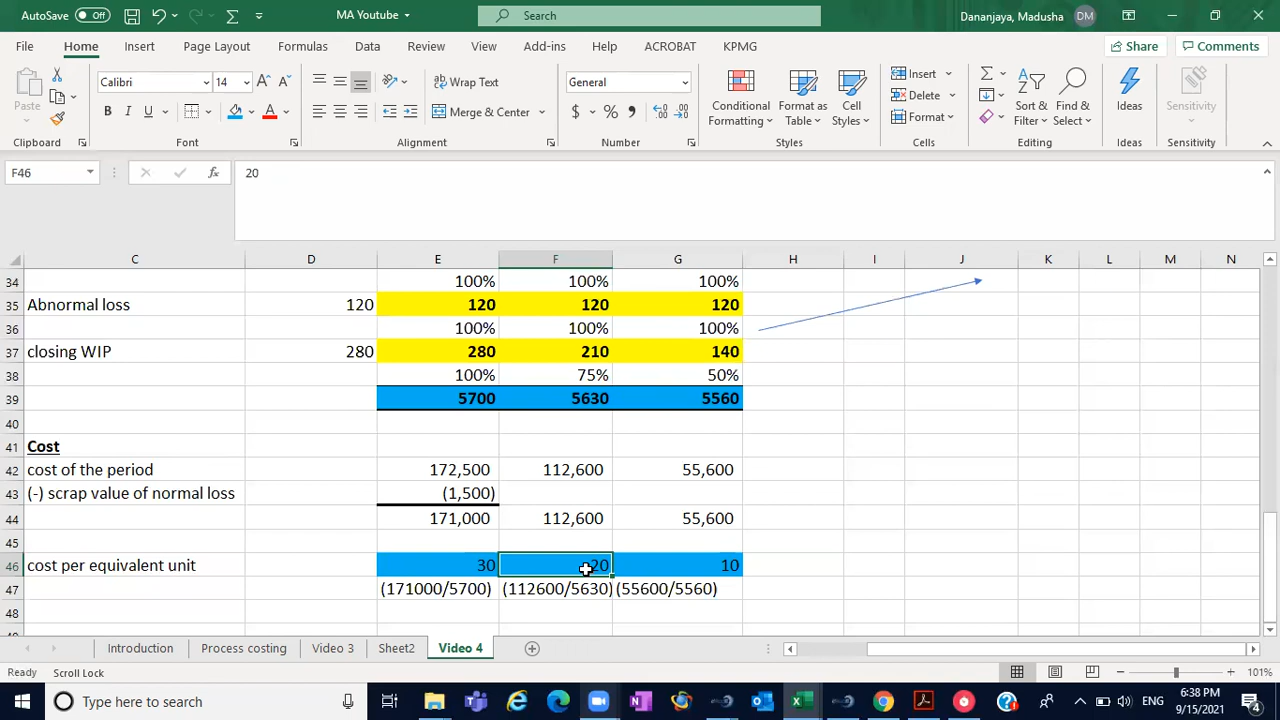 AutoSave Off MA Youtube Search Dananjaya, Madusha DM
File Home Insert Page Layout Formulas Data Review View Add-ins Help ACROBAT KPMG Share Comments
Paste Calibri 14 Wrap Text General Conditional Formatting Format as Table Cell Styles Insert Sort & Filter Find & Select Ideas Sensitivity
B I U Merge & Center $ % Delete
Format
Clipboard Font Alignment Number Styles Cells Editing Ideas Sensitivity
F46 fx 20
C D E F G H I J K L M N
34 100% 100% 100%
35 Abnormal loss 120 120 120 120
36 100% 100% 100%
37 closing WIP 280 280 210 140
38 100% 75% 50%
39 5700 5630 5560
40
41 Cost
42 cost of the period 172,500 112,600 55,600
43 (-) scrap value of normal loss (1,500)
44 171,000 112,600 55,600
45
46 cost per equivalent unit 30 20 10
47 (171000/5700) (112600/5630) (55600/5560)
48
Introduction Process costing Video 3 Sheet2 Video 4
Ready Scroll Lock 101%
Type here to search ENG 6:38 PM
9/15/2021 4